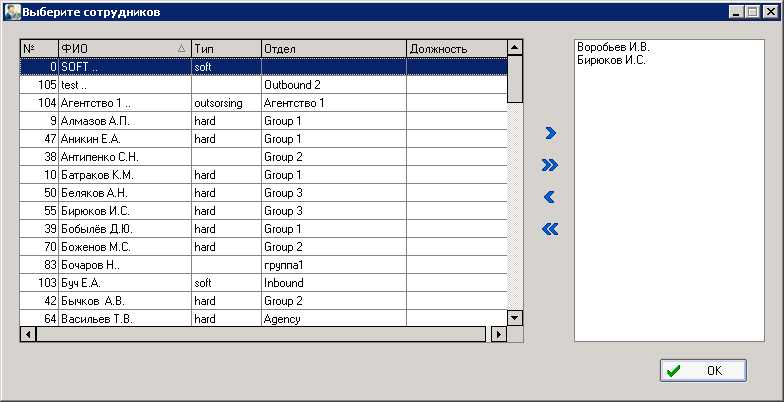 Выберите сотрудников
№ ФИО Тип Отдел Должность
0 SOFT .. soft
105 test .. Outbound 2
104 Агентство 1 .. outsorsing Агентство 1
9 Алмазов А.П. hard Group 1
47 Аникин Е.А. hard Group 1
38 Антипенко С.Н. Group 2
10 Батраков К.М. hard Group 1
50 Беляков А.Н. hard Group 3
55 Бирюков И.С. hard Group 3
39 Бобылёв Д.Ю. hard Group 1
70 Боженов М.С. hard Group 2
83 Бочаров Н.. группа1
103 Буч Е.А. soft Inbound
42 Бычков А.В. hard Group 2
64 Васильев Т.В. hard Agency
Воробьев И.В.
Бирюков И.С.
OK